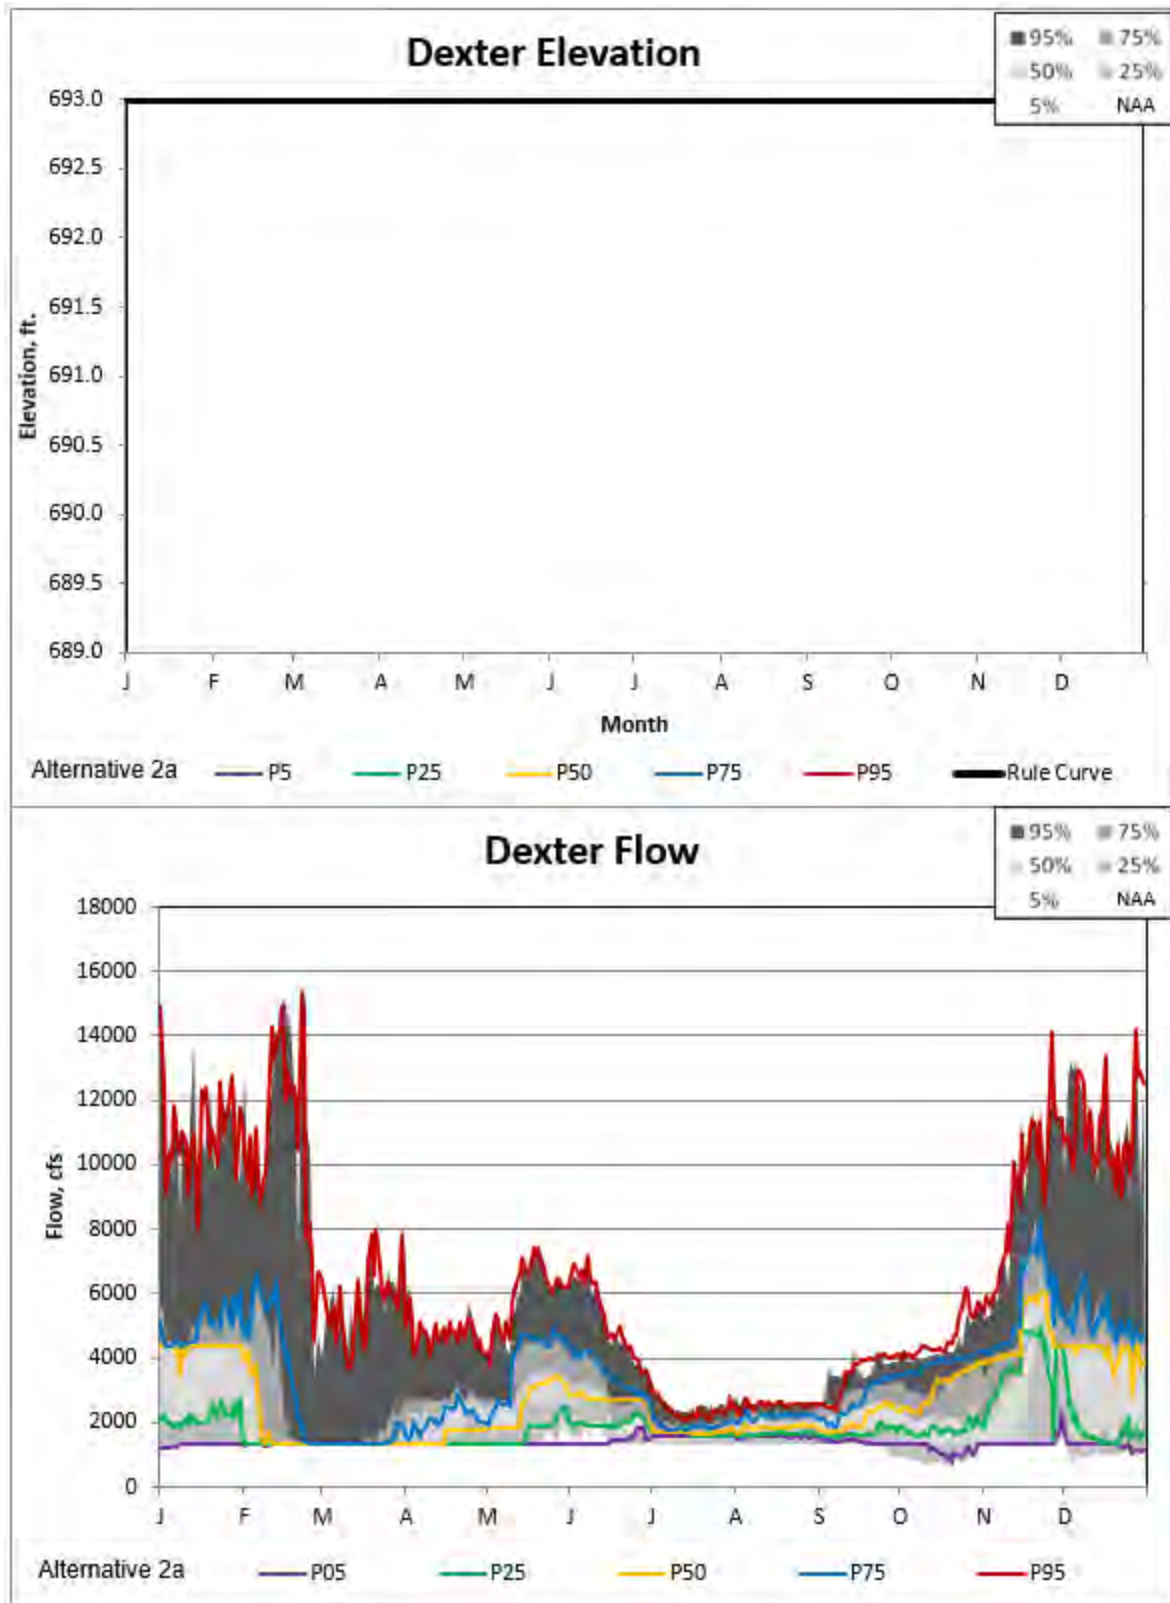 Dexter Elevation
95% 75%
50% 25%
5% NAA
693.0
692.5
692.0
691.5
691.0
690.5
690.0
689.5
689.0
Elevation, ft.
J F M A M J J A S O N D
Month
Alternative 2a P5 P25 P50 P75 P95 Rule Curve
Dexter Flow
95% 75%
50% 25%
5% NAA
18000
16000
14000
12000
10000
8000
6000
4000
2000
0
Flow, cfs
J F M A M J J A S O N D
Alternative 2a P05 P25 P50 P75 P95